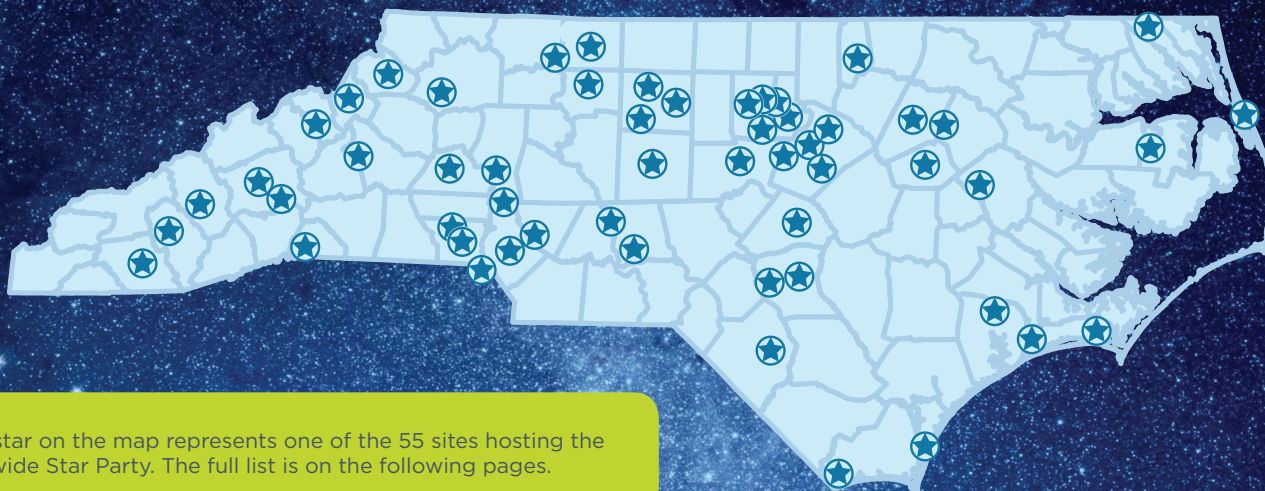 star on the map represents one of the 55 sites hosting the
wide Star Party. The full list is on the following pages.